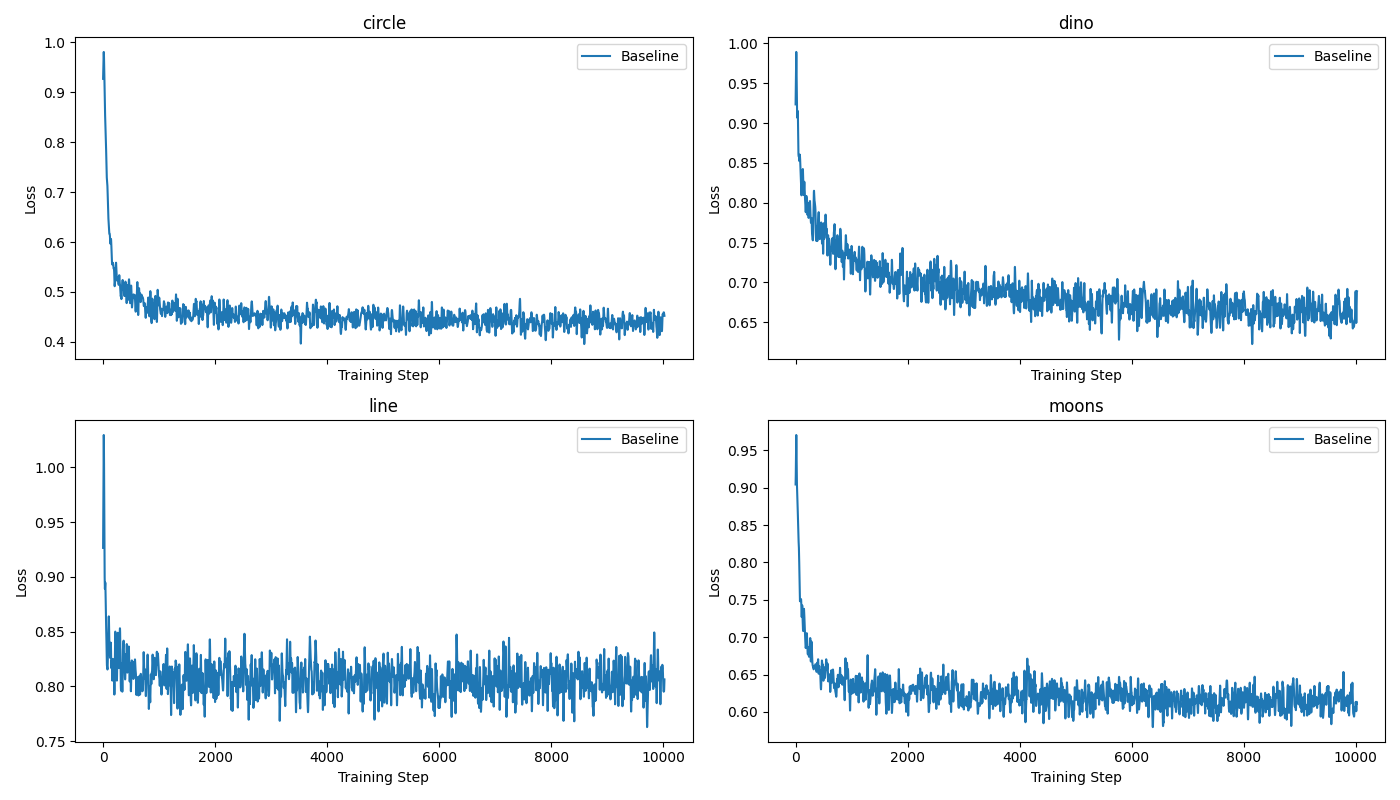 circle
1.0
0.9
0.8
0.7
0.6
0.5
0.4
Loss
Training Step
Baseline
dino
1.00
0.95
0.90
0.85
0.80
0.75
0.70
0.65
Loss
Training Step
Baseline
line
1.00
0.95
0.90
0.85
0.80
0.75
Loss
0 2000 4000 6000 8000 10000
Training Step
Baseline
moons
0.95
0.90
0.85
0.80
0.75
0.70
0.65
0.60
Loss
0 2000 4000 6000 8000 10000
Training Step
Baseline